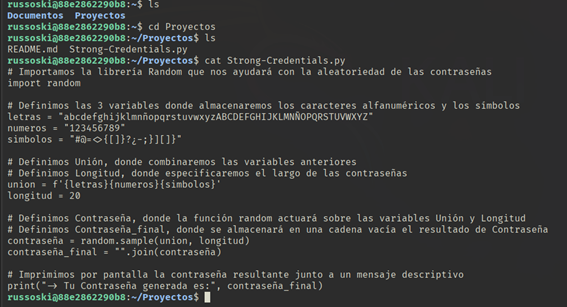 russoski@88e2862290b8:~$ ls
Documentos  Proyectos
russoski@88e2862290b8:~$ cd Proyectos
russoski@88e2862290b8:~/Proyectos$ ls
README.md  Strong-Credentials.py
russoski@88e2862290b8:~/Proyectos$ cat Strong-Credentials.py
# Importamos la librería Random que nos ayudará con la aleatoriedad de las contraseñas
import random
# Definimos las 3 variables donde almacenaremos los caracteres alfanuméricos y los símbolos
letras = "abcdefghijklmnñopqrstuvwxyzABCDEFGHIJKLMNÑOPQRSTUVWXYZ"
numeros = "123456789"
simbolos = "#@=<>{[]}?¿-;}][}"
# Definimos Unión, donde combinaremos las variables anteriores
# Definimos Longitud, donde especificaremos el largo de las contraseñas
union = f'{letras}{numeros}{simbolos}'
longitud = 20
# Definimos Contraseña, donde la función random actuará sobre las variables Unión y Longitud
# Definimos Contraseña_final, donde se almacenará en una cadena vacía el resultado de Contraseña
contraseña = random.sample(union, longitud)
contraseña_final = "".join(contraseña)
# Imprimimos por pantalla la contraseña resultante junto a un mensaje descriptivo
print("-> Tu Contraseña generada es:", contraseña_final)
russoski@88e2862290b8:~/Proyectos$